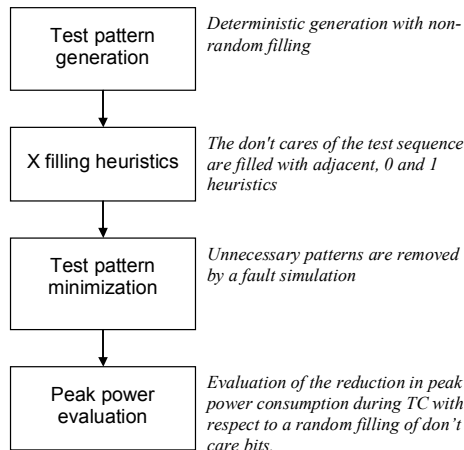 Test pattern
generation
Deterministic generation with non-
random filling
X filling heuristics
The don't cares of the test sequence
are filled with adjacent, 0 and 1
heuristics
Test pattern
minimization
Unnecessary patterns are removed
by a fault simulation
Peak power
evaluation
Evaluation of the reduction in peak
power consumption during TC with
respect to a random filling of don’t
care bits.